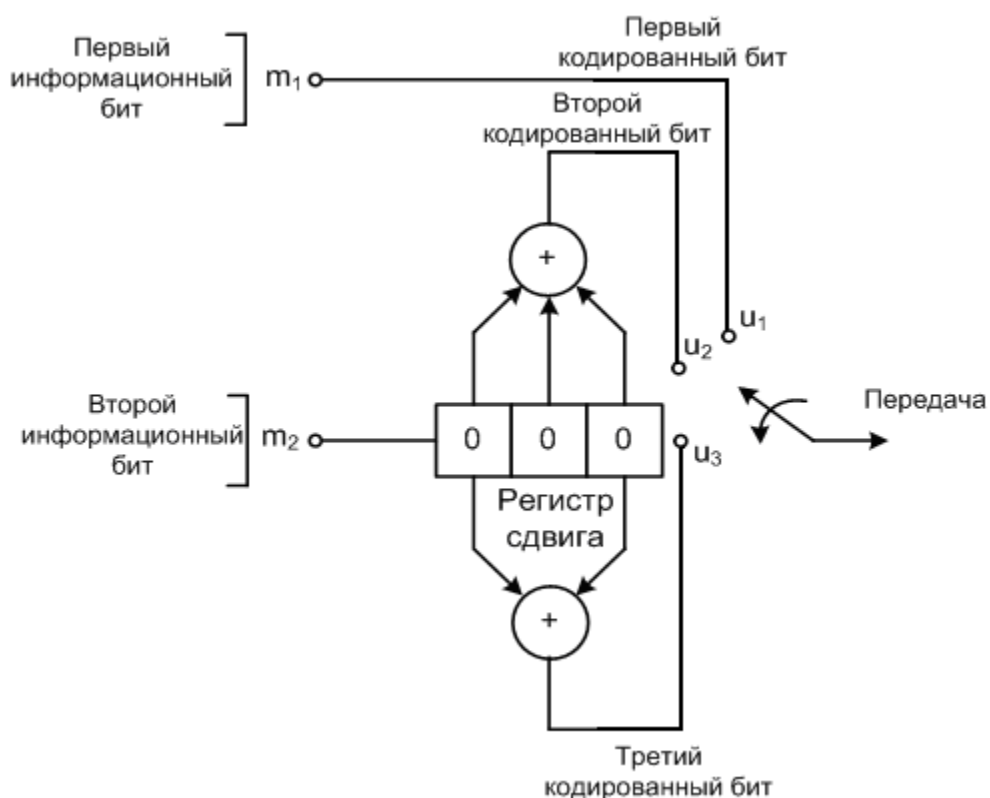 Первый
информационный
бит
m₁
Первый
кодированный бит
Второй
кодированный бит
+
u₁
u₂
Второй
информационный
бит
m₂
0 0 0
u₃
Передача
Регистр
сдвига
+
Третий
кодированный бит